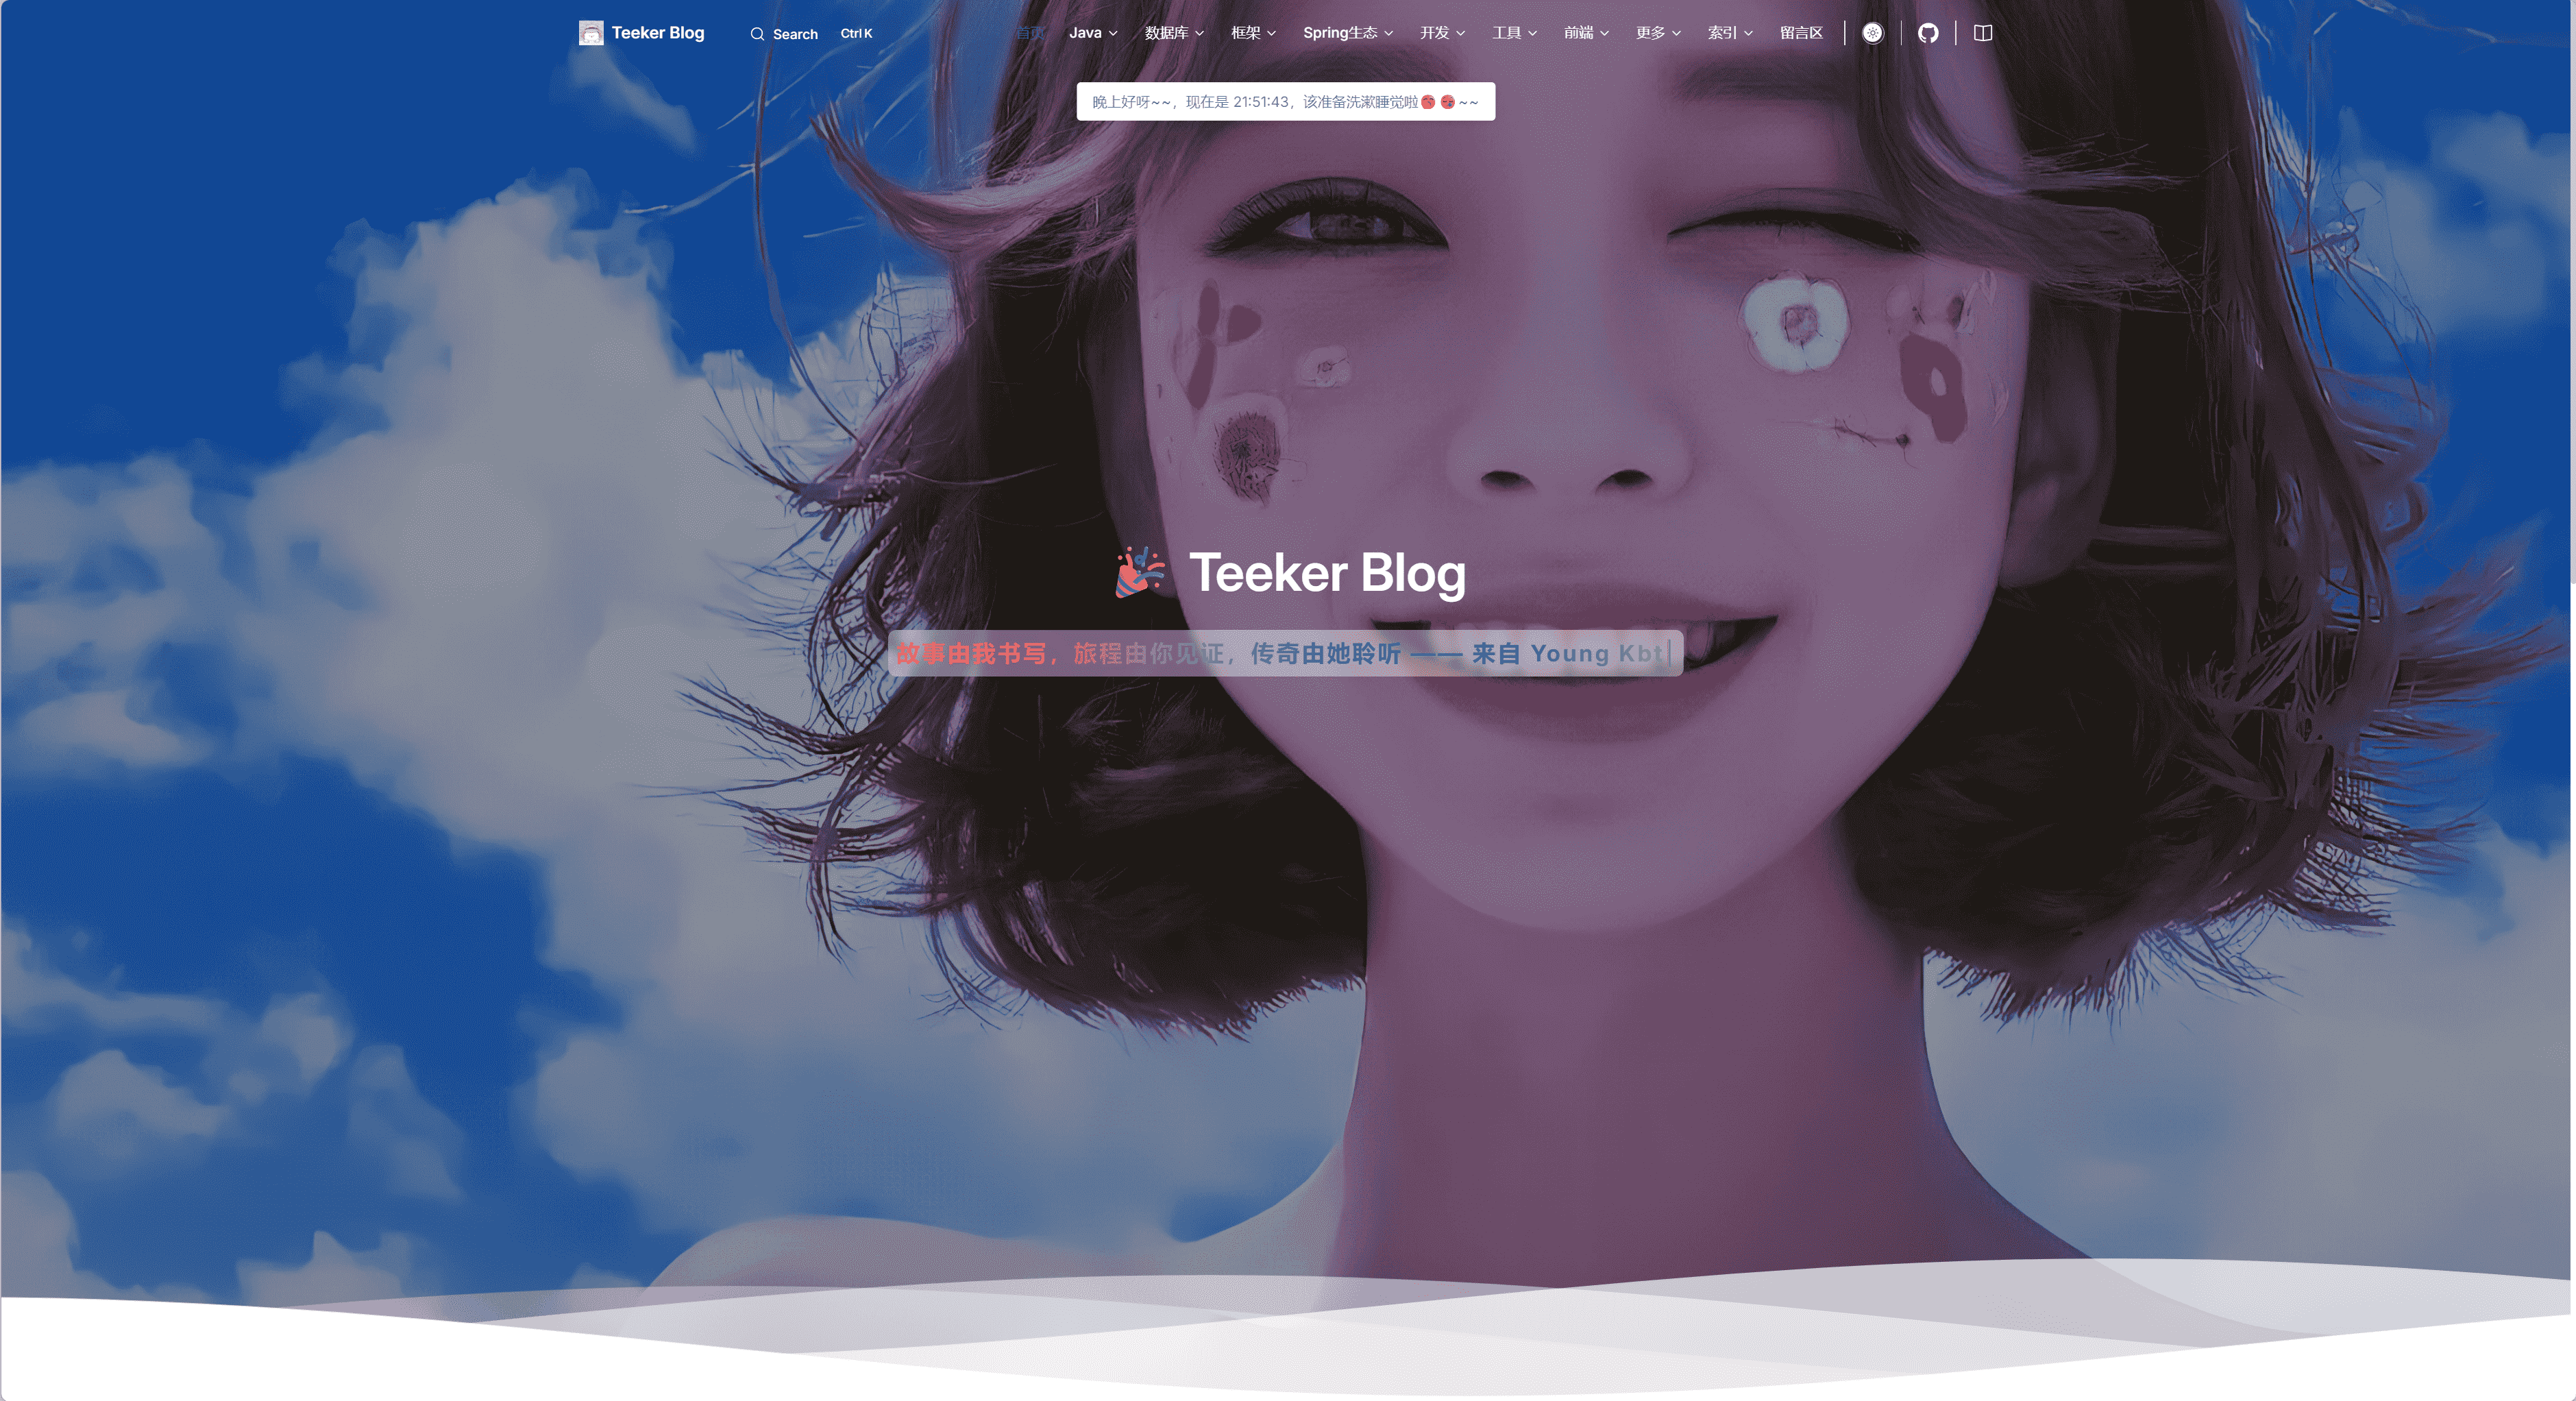 Teeker Blog Search Ctrl K 首页 Java 数据库 框架 Spring生态 开发 工具 前端 更多 索引 留言区
晚上好呀~~，现在是 21:51:43，该准备洗漱睡觉啦😴😪~~
🎉 Teeker Blog
故事由我书写，旅程由你见证，传奇由她聆听 —— 来自 Young Kbt|